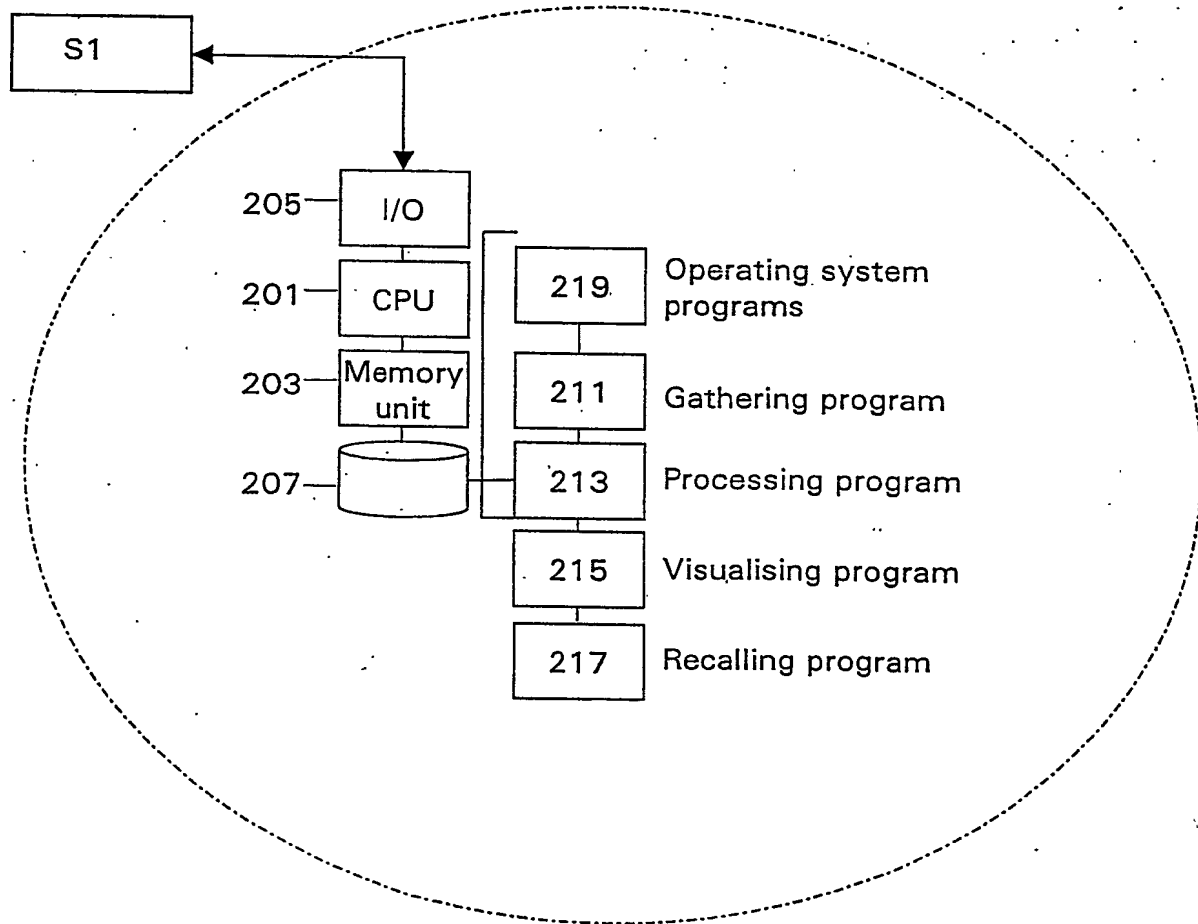 S1
205
I/O
201
CPU
203
Memory
unit
207
219
Operating system
programs
211
Gathering program
213
Processing program
215
Visualising program
217
Recalling program